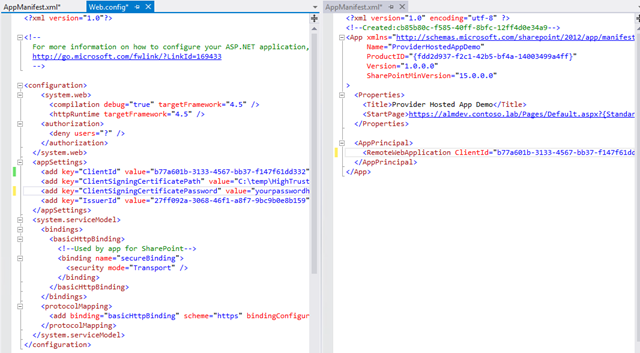 AppManifest.xml*
Web.config*
<?xml version="1.0"?>
<!--
For more information on how to configure your ASP.NET application,
http://go.microsoft.com/fwlink/?LinkId=169433
-->
<configuration>
<system.web>
<compilation debug="true" targetFramework="4.5" />
<httpRuntime targetFramework="4.5" />
<authorization>
<deny users="?" />
</authorization>
</system.web>
<appSettings>
<add key="ClientId" value="b77a601b-3133-4567-bb37-f147f61dd332"
<add key="ClientSigningCertificatePath" value="C:\temp\HighTrust
<add key="ClientSigningCertificatePassword" value="yourpassword
<add key="IssuerId" value="27ff092a-3068-46f1-a8f7-9bc9b0e8b159"
</appSettings>
<system.serviceModel>
<bindings>
<basicHttpBinding>
<!--Used by app for SharePoint-->
<binding name="secureBinding">
<security mode="Transport" />
</binding>
</basicHttpBinding>
</bindings>
<protocolMapping>
<add binding="basicHttpBinding" scheme="https" bindingConfigur
</protocolMapping>
</system.serviceModel>
</configuration>
AppManifest.xml*
<?xml version="1.0" encoding="utf-8" ?>
<!--Created:cb85b80c-f585-40ff-8bfc-12ff4d0e34a9-->
<App xmlns="http://schemas.microsoft.com/sharepoint/2012/app/manifest
Name="ProviderHostedAppDemo"
ProductID="{fdd2d937-f2c1-42b5-bf4a-14003499a4ff}"
Version="1.0.0.0"
SharePointMinVersion="15.0.0.0"
>
<Properties>
<Title>Provider Hosted App Demo</Title>
<StartPage>https://almdev.contoso.lab/Pages/Default.aspx?{Standar
</Properties>
<AppPrincipal>
<RemoteWebApplication ClientId="b77a601b-3133-4567-bb37-f147f61dd
</AppPrincipal>
</App>